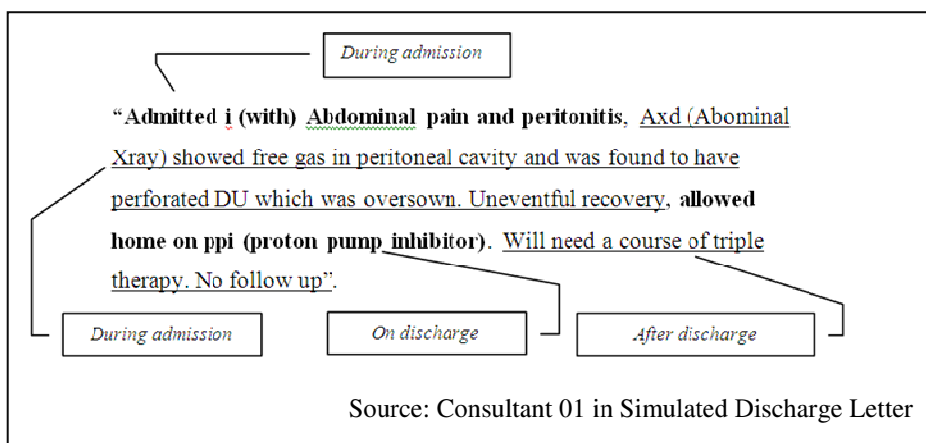 During admission
“Admitted i (with) Abdominal pain and peritonitis, Axd (Abominal
Xray) showed free gas in peritoneal cavity and was found to have
perforated DU which was oversown. Uneventful recovery, allowed
home on ppi (proton pump inhibitor). Will need a course of triple
therapy. No follow up”.
During admission
On discharge
After discharge
Source: Consultant 01 in Simulated Discharge Letter